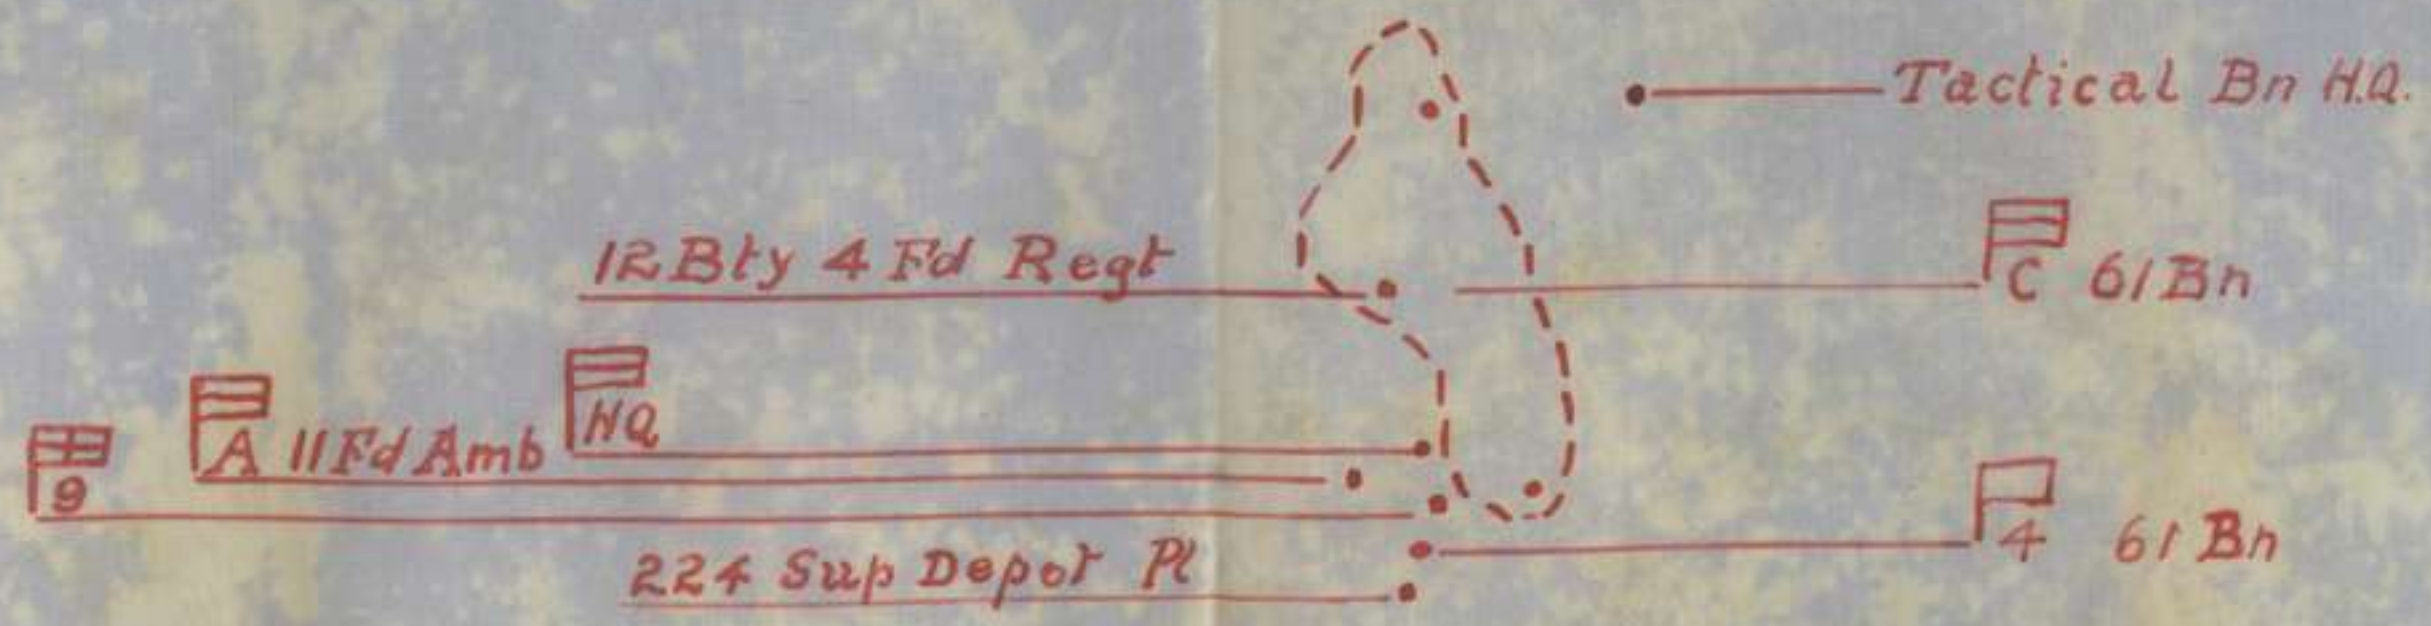 Tactical Bn H.Q.
12 Bty 4 Fd Regt
C 61 Bn
HQ
A 11 Fd Amb
9
224 Sup Depot Pl
4 61 Bn